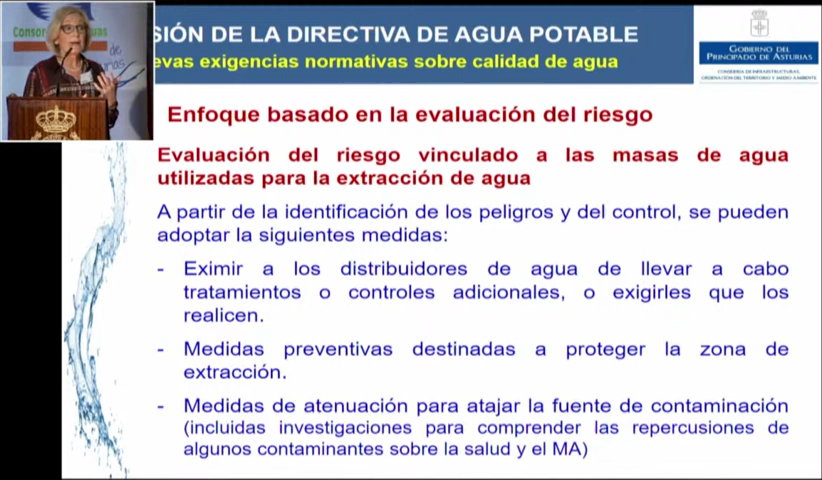 Consor
uas
de
SIÓN DE LA DIRECTIVA DE AGUA POTABLE
evas exigencias normativas sobre calidad de agua
GOBIERNO DEL
PRINCIPADO DE ASTURIAS
CONSEJERÍA DE INFRAESTRUCTURAS,
ORDENACIÓN DEL TERRITORIO Y MEDIO AMBIENTE
Enfoque basado en la evaluación del riesgo
Evaluación del riesgo vinculado a las masas de agua
utilizadas para la extracción de agua
A partir de la identificación de los peligros y del control, se pueden
adoptar la siguientes medidas:
- Eximir a los distribuidores de agua de llevar a cabo
tratamientos o controles adicionales, o exigirles que los
realicen.
- Medidas preventivas destinadas a proteger la zona de
extracción.
- Medidas de atenuación para atajar la fuente de contaminación
(incluidas investigaciones para comprender las repercusiones de
algunos contaminantes sobre la salud y el MA)